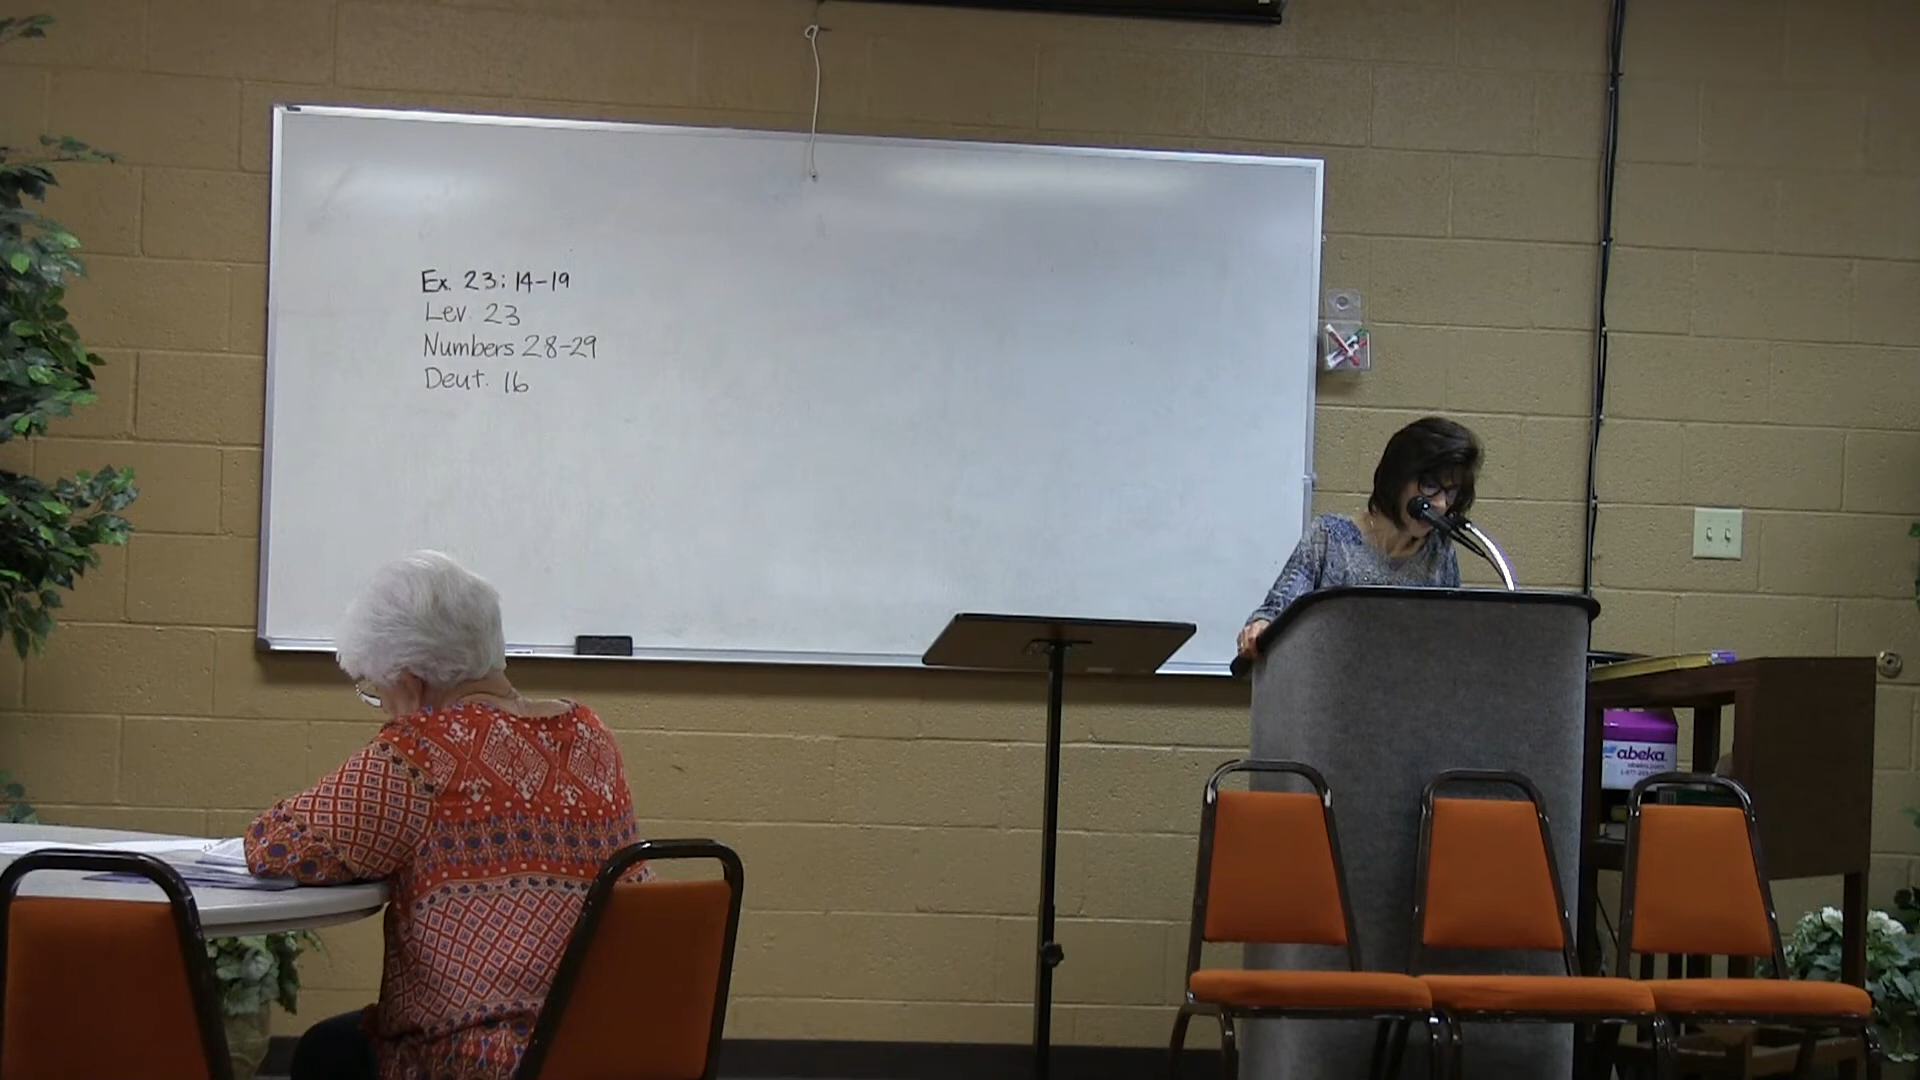 Ex. 23:14-19
Lev. 23
Numbers 28-29
Deut. 16
abeka